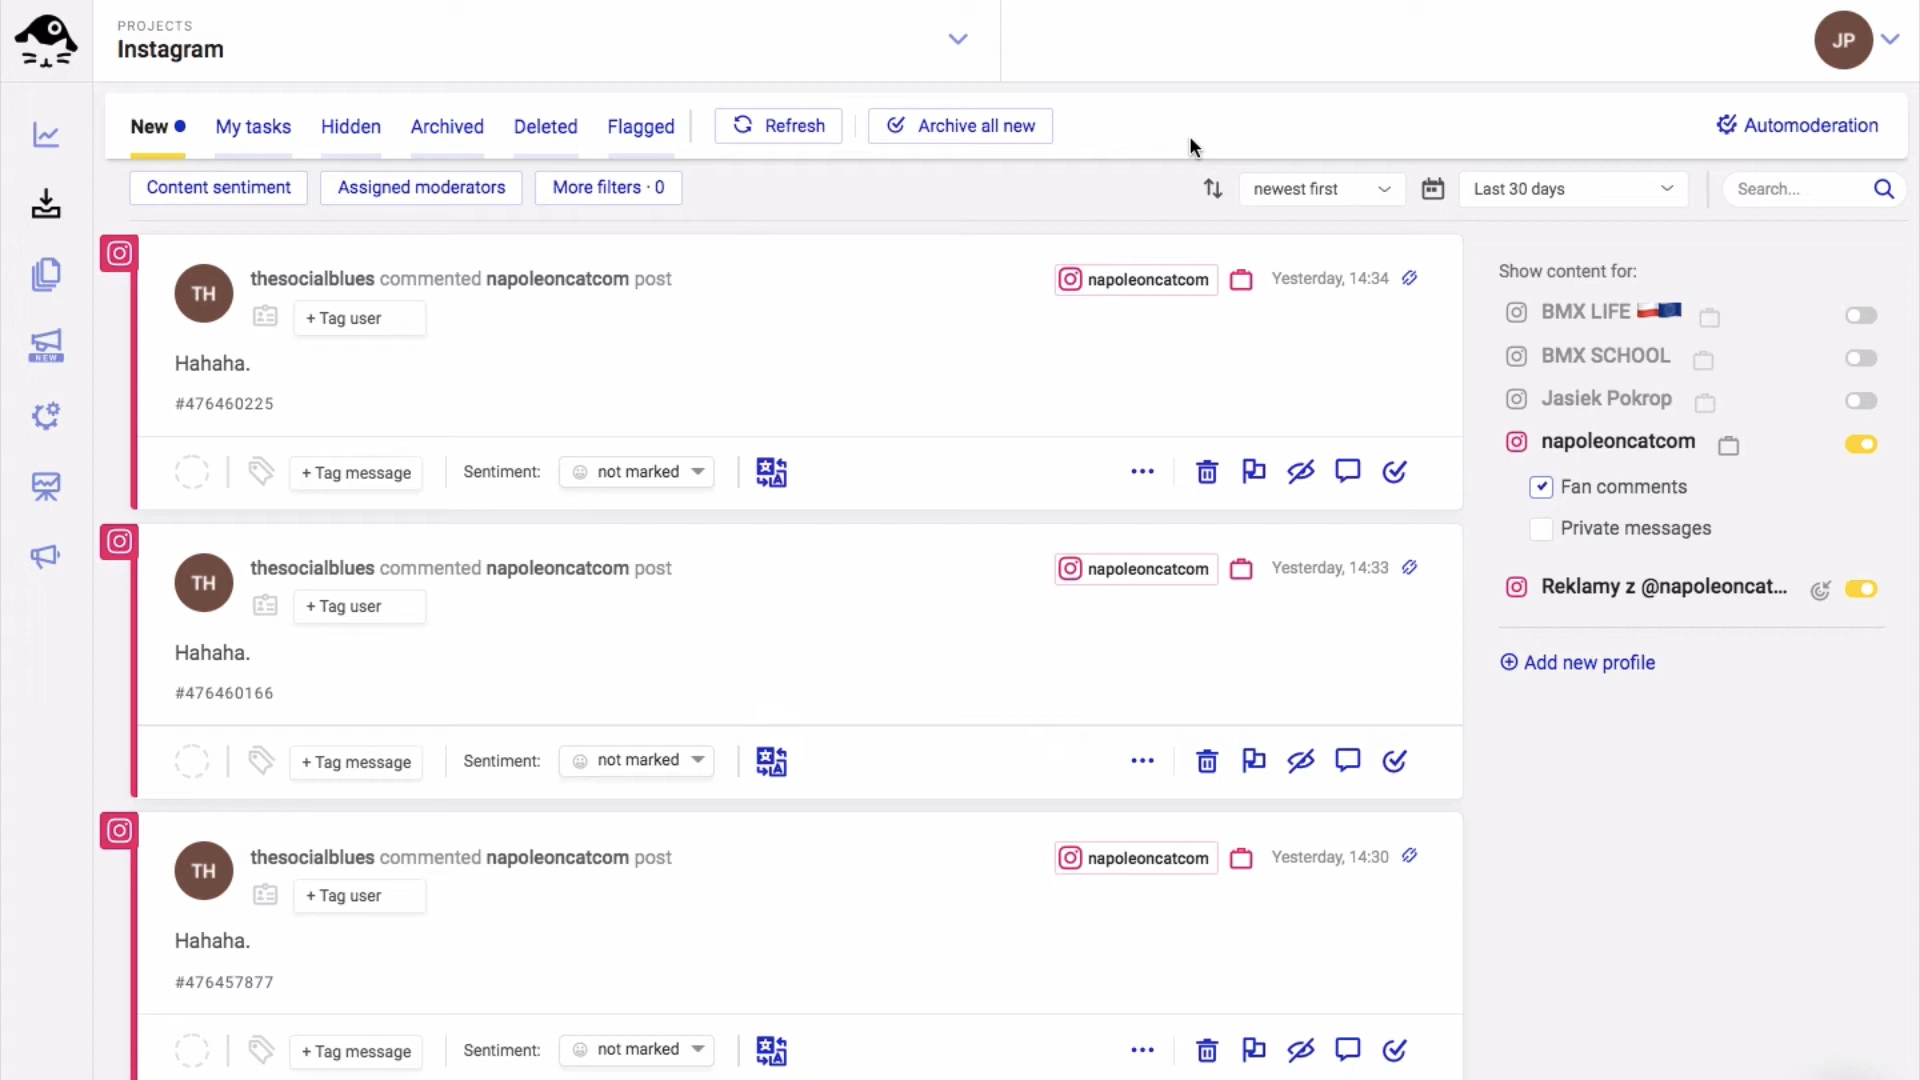 PROJECTS
Instagram
JP
New
My tasks
Hidden
Archived
Deleted
Flagged
Refresh
Archive all new
Automoderation
Content sentiment
Assigned moderators
More filters · 0
newest first
Last 30 days
Search...
NEW
TH
thesocialblues commented napoleoncatcom post
+ Tag user
napoleoncatcom
Yesterday, 14:34
Hahaha.
#476460225
+ Tag message
Sentiment:
not marked
TH
thesocialblues commented napoleoncatcom post
+ Tag user
napoleoncatcom
Yesterday, 14:33
Hahaha.
#476460166
+ Tag message
Sentiment:
not marked
TH
thesocialblues commented napoleoncatcom post
+ Tag user
napoleoncatcom
Yesterday, 14:30
Hahaha.
#476457877
+ Tag message
Sentiment:
not marked
Show content for:
BMX LIFE
BMX SCHOOL
Jasiek Pokrop
napoleoncatcom
Fan comments
Private messages
Reklamy z @napoleoncat...
Add new profile